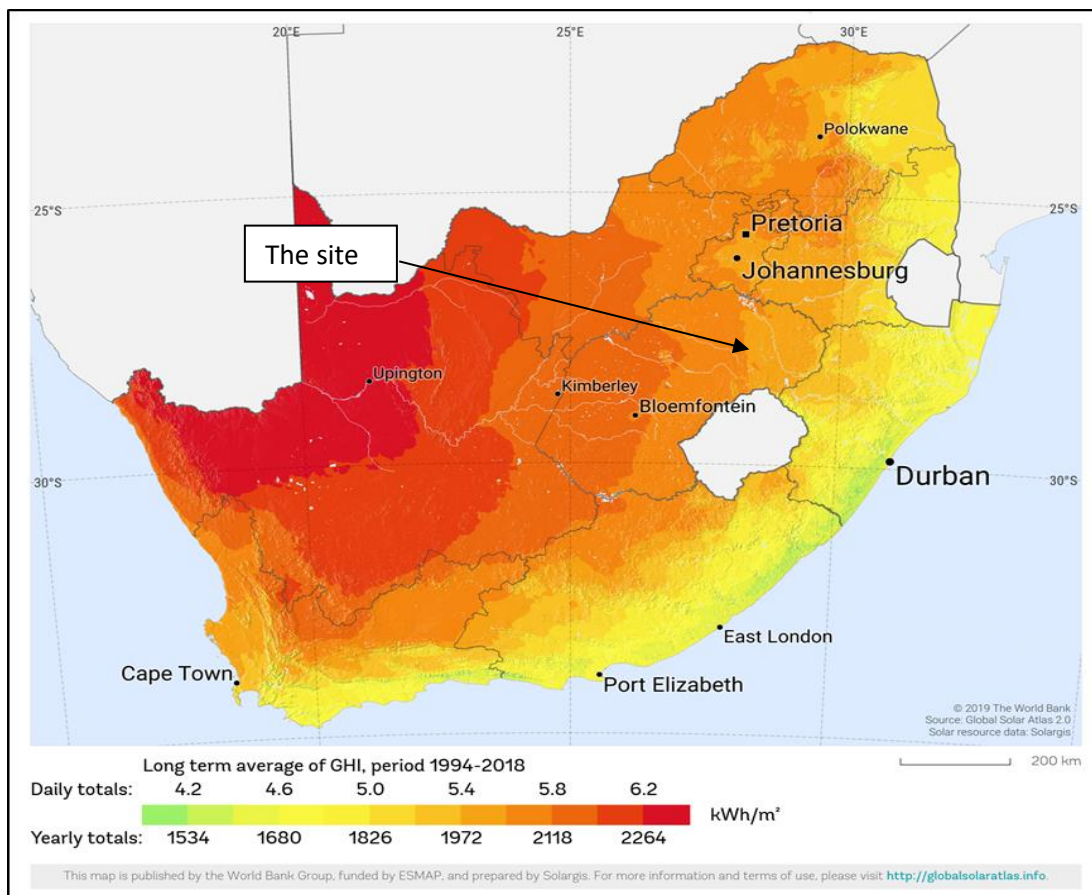 20°E 25°E 30°E
Polokwane
25°S 25°S
Pretoria
The site
Johannesburg
Upington
Kimberley
Bloemfontein
Durban
30°S 30°S
East London
Cape Town
Port Elizabeth
© 2019 The World Bank
Source: Global Solar Atlas 2.0
Solar resource data: Solargis
Long term average of GHI, period 1994-2018
200 km
Daily totals: 4.2 4.6 5.0 5.4 5.8 6.2
kWh/m²
Yearly totals: 1534 1680 1826 1972 2118 2264
This map is published by the World Bank Group, funded by ESMAP, and prepared by Solargis. For more information and terms of use, please visit http://globalsolaratlas.info.